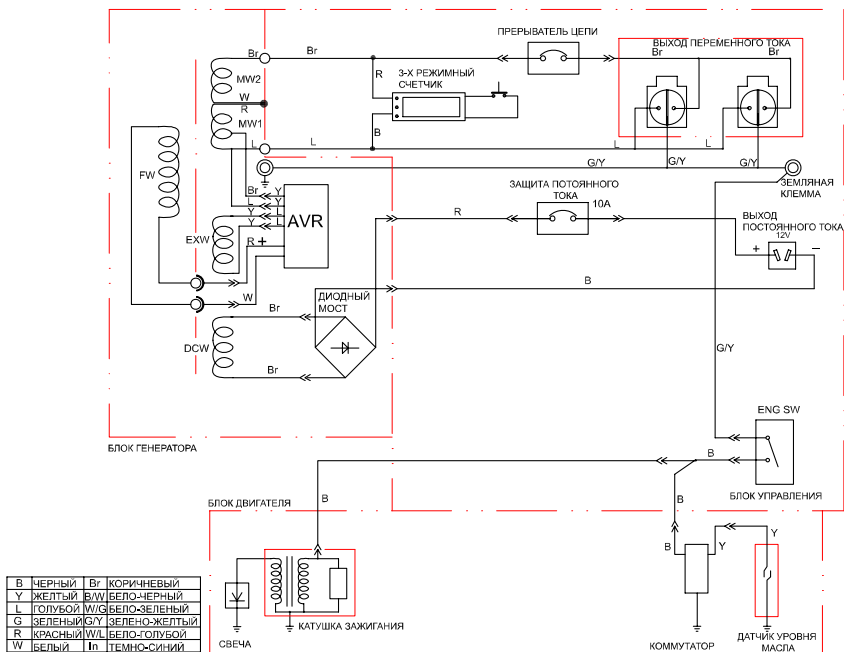 ПРЕРЫВАТЕЛЬ ЦЕПИ
ВЫХОД ПЕРЕМЕННОГО ТОКА
Br
Br
Br
Br
MW2
R
3-Х РЕЖИМНЫЙ
СЧЕТЧИК
W
R
MW1
B
L
L
L
L
FW
G/Y
G/Y
G/Y
ЗЕМЛЯНАЯ
КЛЕММА
Br
Y
L
Y
Y
L
Y
L
AVR
EXW
R
+
W
ЗАЩИТА ПОТОЯННОГО
ТОКА
10A
R
ВЫХОД
ПОСТОЯННОГО ТОКА
12V
+
−
B
ДИОДНЫЙ
МОСТ
Br
DCW
Br
G/Y
ENG SW
БЛОК ГЕНЕРАТОРА
B
БЛОК УПРАВЛЕНИЯ
БЛОК ДВИГАТЕЛЯ
B
B
B
Y
Y
СВЕЧА
КАТУШКА ЗАЖИГАНИЯ
КОММУТАТОР
ДАТЧИК УРОВНЯ
МАСЛА
B ЧЕРНЫЙ Br КОРИЧНЕВЫЙ
Y ЖЕЛТЫЙ B/W БЕЛО-ЧЕРНЫЙ
L ГОЛУБОЙ W/G БЕЛО-ЗЕЛЕНЫЙ
G ЗЕЛЕНЫЙ G/Y ЗЕЛЕНО-ЖЕЛТЫЙ
R КРАСНЫЙ W/L БЕЛО-ГОЛУБОЙ
W БЕЛЫЙ In ТЕМНО-СИНИЙ